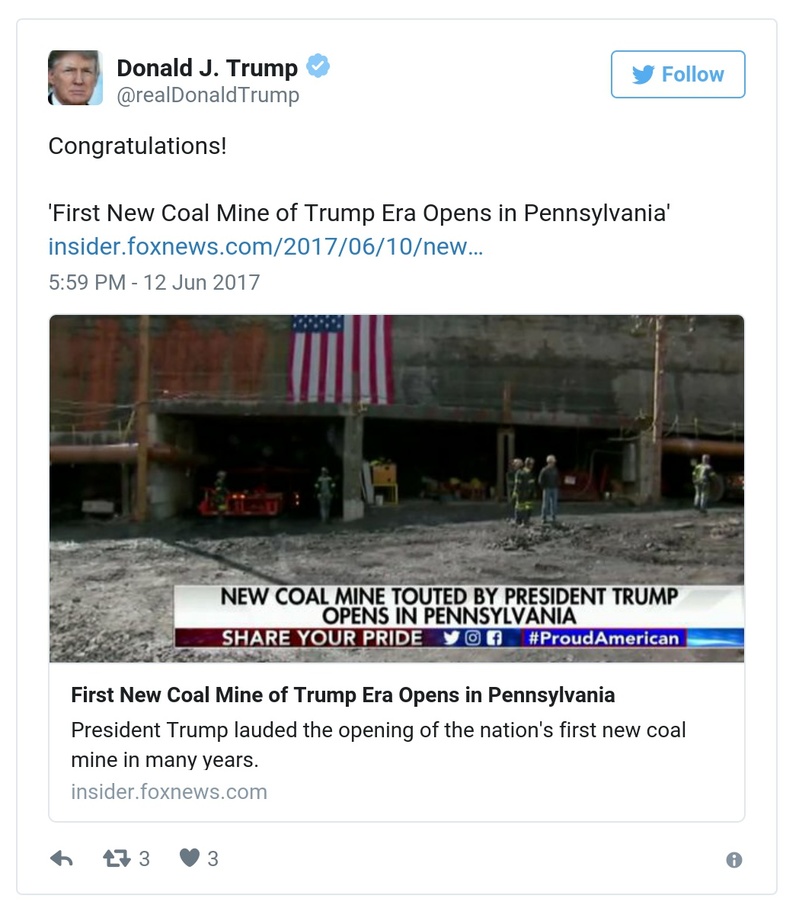 Donald J. Trump
@realDonaldTrump
Follow
Congratulations!
'First New Coal Mine of Trump Era Opens in Pennsylvania'
insider.foxnews.com/2017/06/10/new…
5:59 PM - 12 Jun 2017
NEW COAL MINE TOUTED BY PRESIDENT TRUMP
OPENS IN PENNSYLVANIA
SHARE YOUR PRIDE #ProudAmerican
First New Coal Mine of Trump Era Opens in Pennsylvania
President Trump lauded the opening of the nation's first new coal
mine in many years.
insider.foxnews.com
3 3